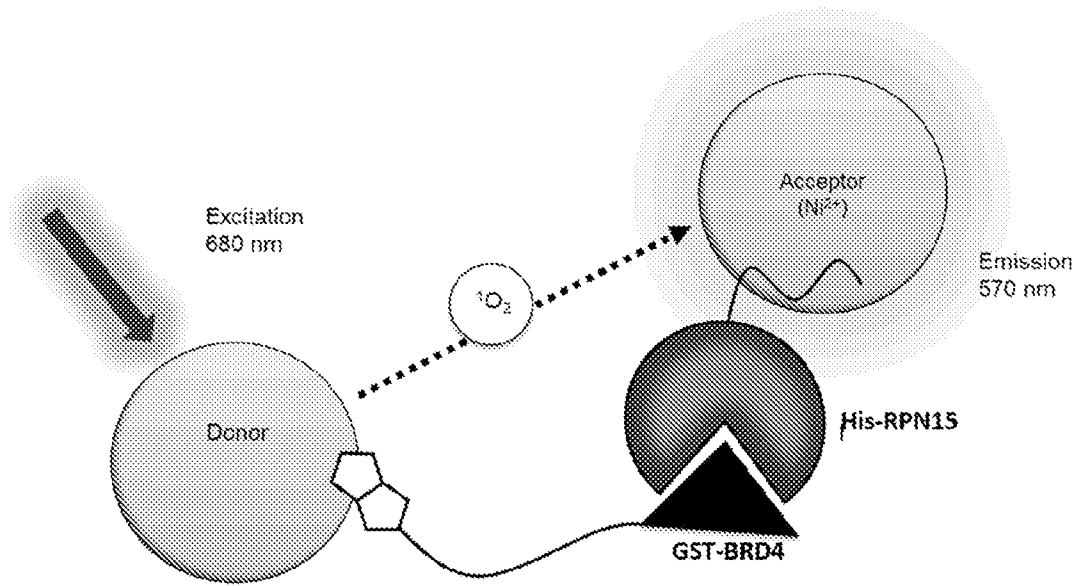 Excitation
680 nm
Donor
¹O₂
Acceptor
(Ni²⁺)
Emission
570 nm
His-RPN15
GST-BRD4